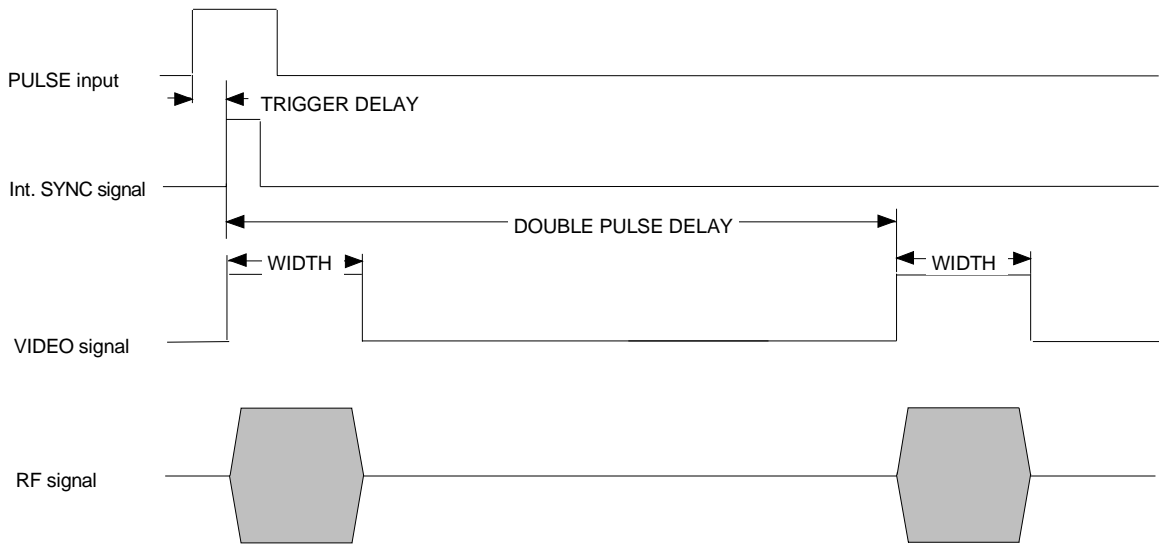 PULSE input
TRIGGER DELAY
Int. SYNC signal
DOUBLE PULSE DELAY
WIDTH
WIDTH
VIDEO signal
RF signal